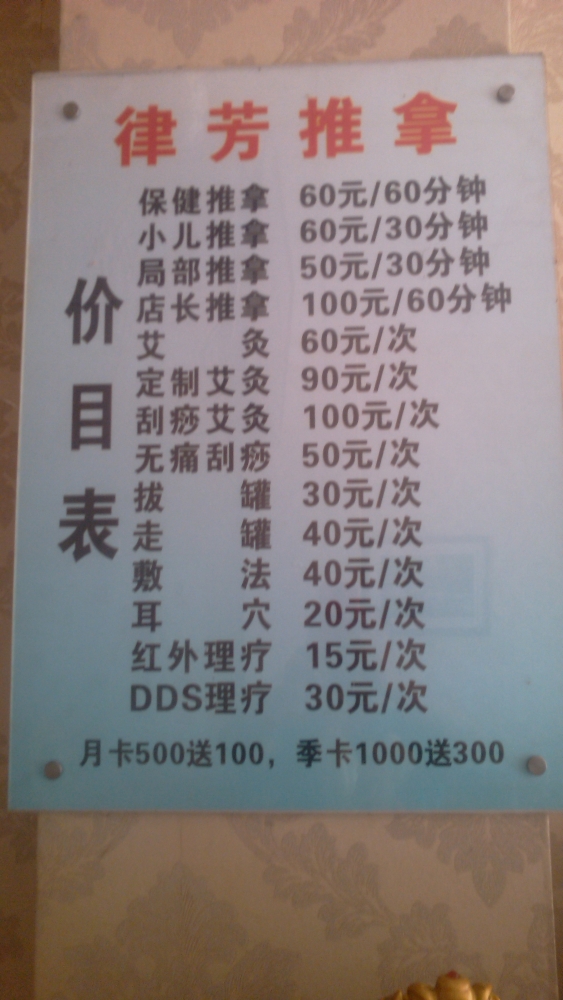 律芳推拿
价目表
保健推拿 60元/60分钟
小儿推拿 60元/30分钟
局部推拿 50元/30分钟
店长推拿 100元/60分钟
艾灸 60元/次
定制艾灸 90元/次
刮痧艾灸 100元/次
无痛刮痧 50元/次
拔罐 30元/次
走罐 40元/次
敷法 40元/次
耳穴 20元/次
红外理疗 15元/次
DDS理疗 30元/次
月卡500送100，季卡1000送300